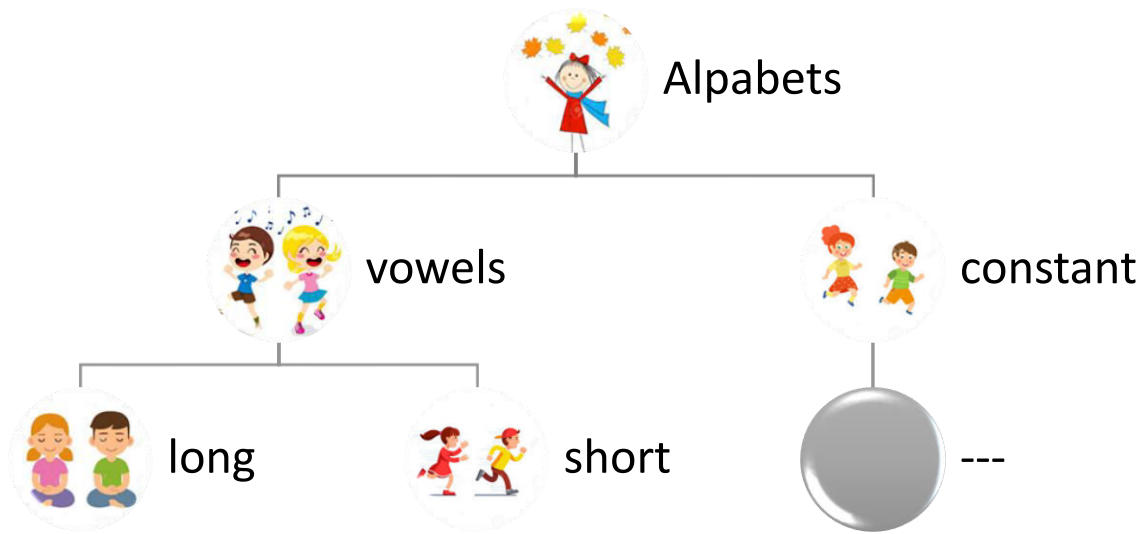 Alpabets
vowels
constant
long
short
---